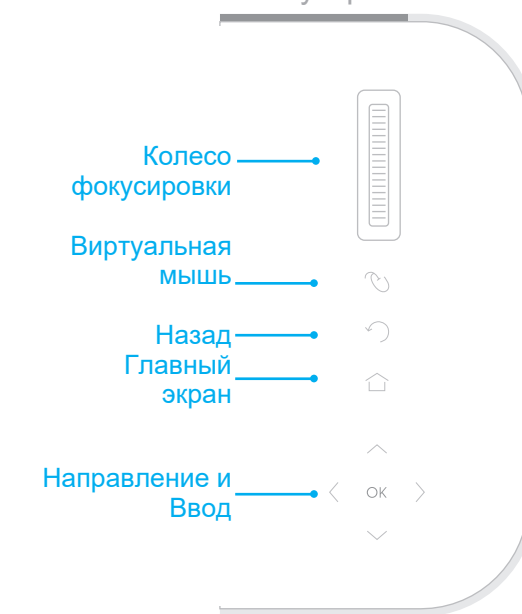 Колесо
фокусировки
Виртуальная
мышь
Назад
Главный
экран
Направление и
Ввод
OK